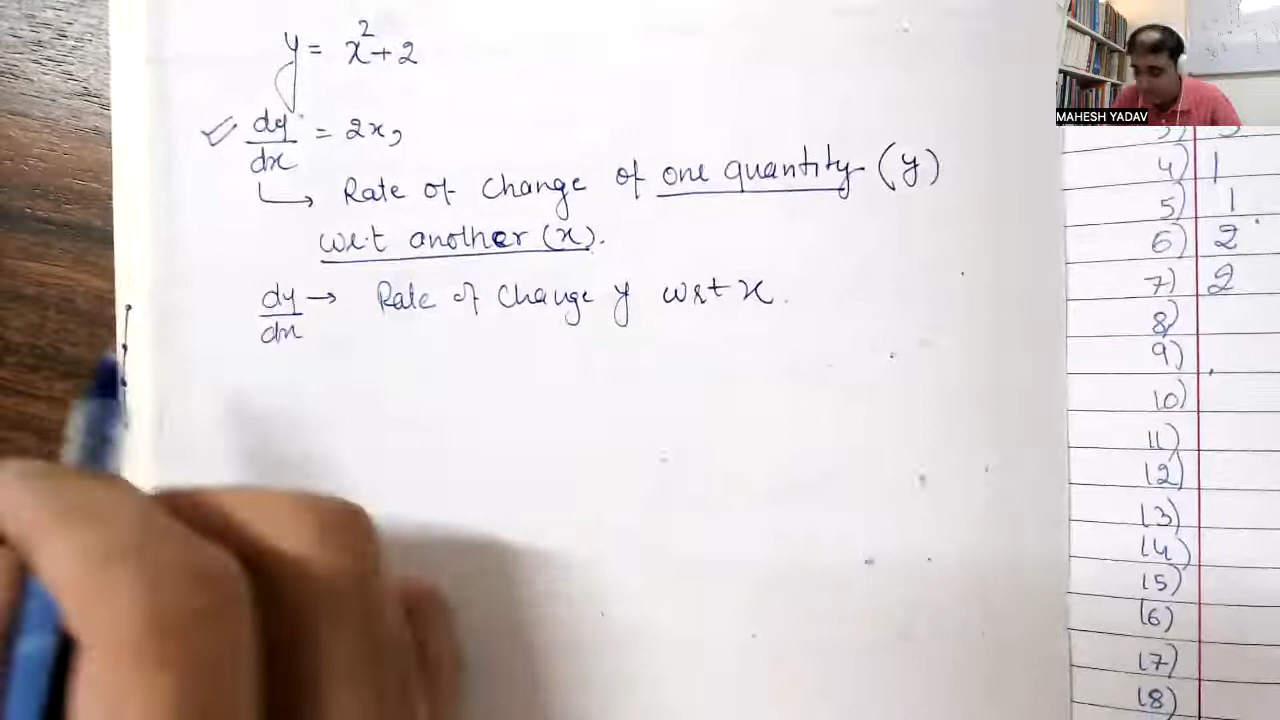 y = x²+2
dy/dx = 2x,
Rate of change of one quantity (y)
w.r.t another (x).
dy/dx → Rate of change y wrt x.
MAHESH YADAV
4) 1
5) 1
6) 2
7) 2
8)
9)
10)
11)
12)
13)
14)
15)
16)
17)
18)